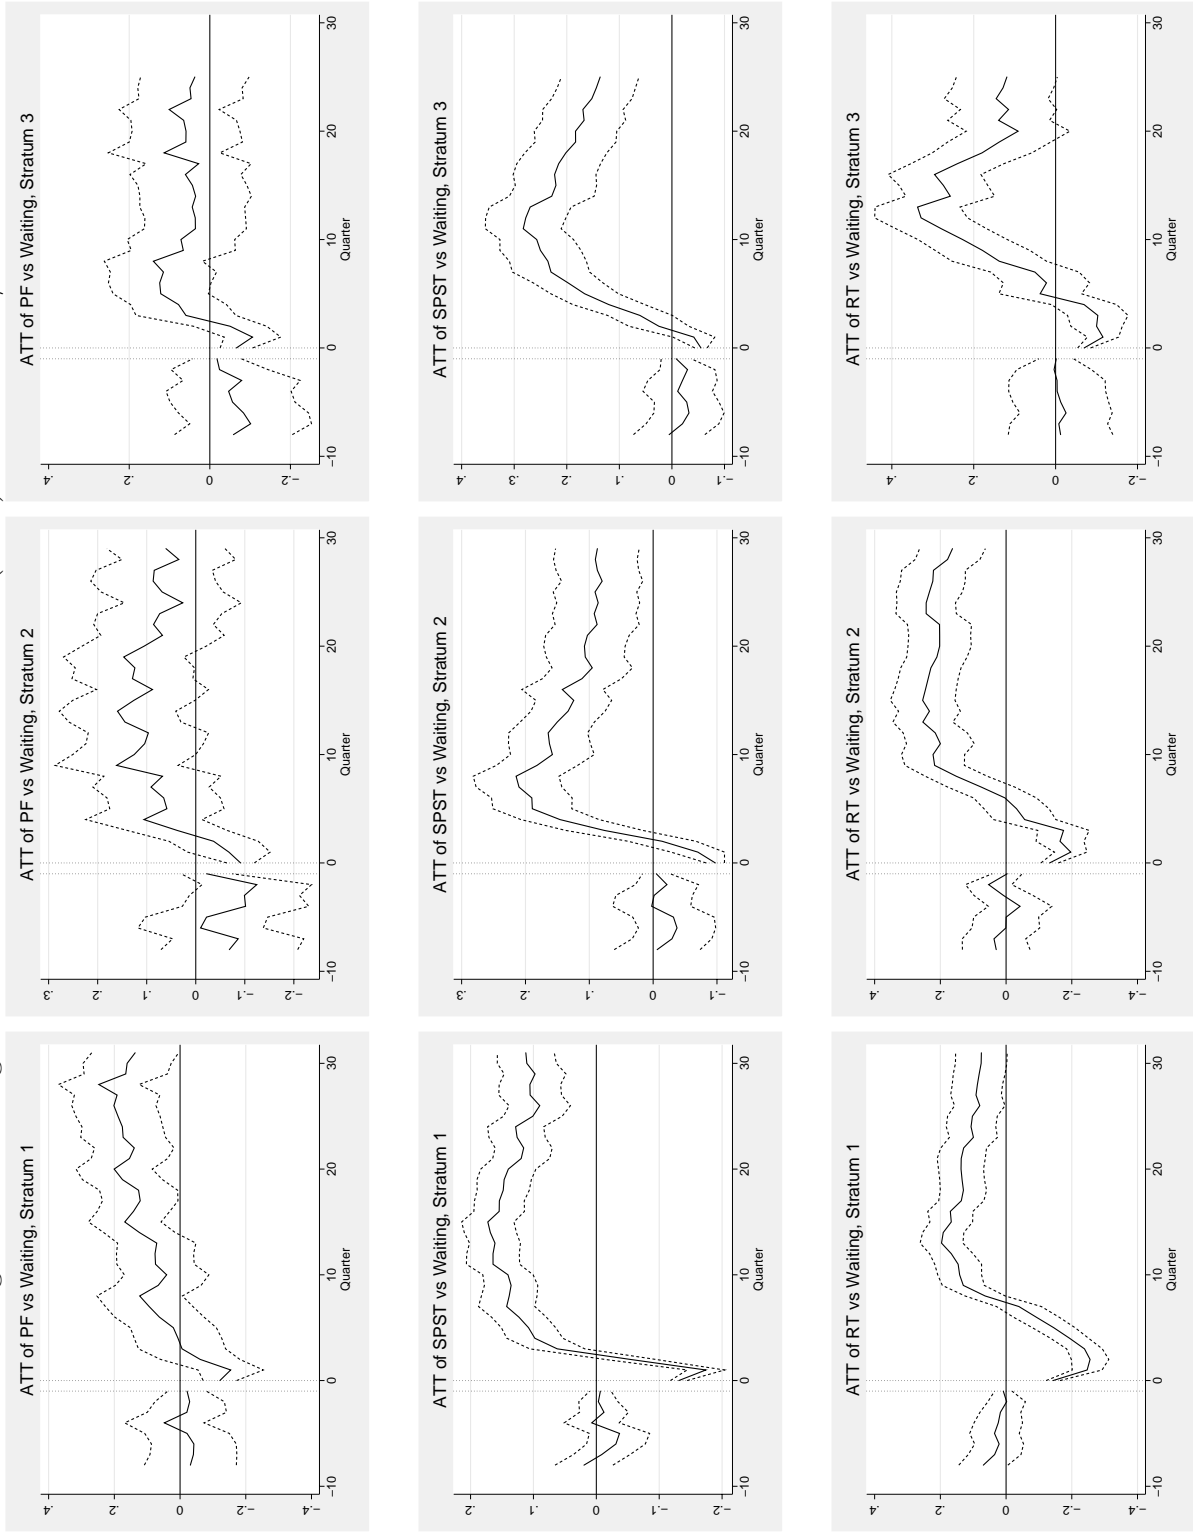 ATT of PF vs Waiting, Stratum 1
.4
.2
0
−.2
−.4
−10 0 10 20 30
Quarter
ATT of PF vs Waiting, Stratum 2
.3
.2
.1
0
−.1
−.2
−10 0 10 20 30
Quarter
ATT of PF vs Waiting, Stratum 3
.4
.2
0
−.2
−10 0 10 20 30
Quarter
ATT of SPST vs Waiting, Stratum 1
.2
.1
0
−.1
−.2
−10 0 10 20 30
Quarter
ATT of SPST vs Waiting, Stratum 2
.3
.2
.1
0
−.1
−10 0 10 20 30
Quarter
ATT of SPST vs Waiting, Stratum 3
.4
.3
.2
.1
0
−.1
−10 0 10 20 30
Quarter
ATT of RT vs Waiting, Stratum 1
.4
.2
0
−.2
−.4
−10 0 10 20 30
Quarter
ATT of RT vs Waiting, Stratum 2
.4
.2
0
−.2
−.4
−10 0 10 20 30
Quarter
ATT of RT vs Waiting, Stratum 3
.4
.2
0
−.2
−10 0 10 20 30
Quarter